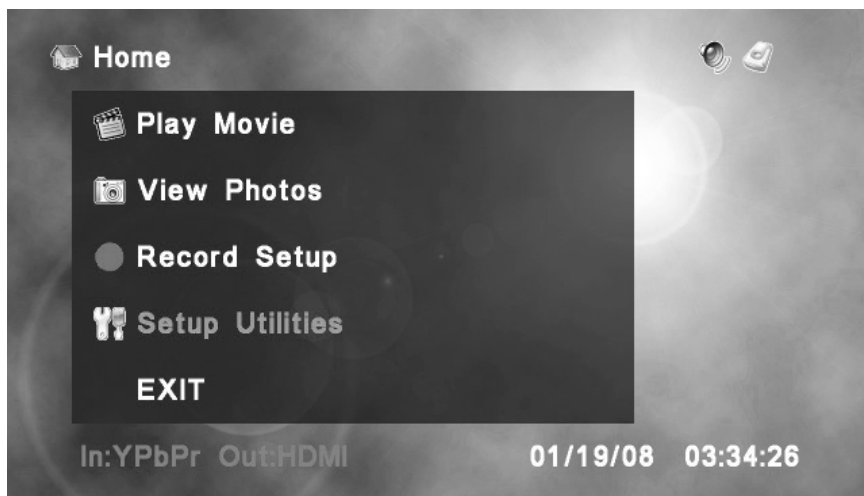 Home
Play Movie
View Photos
Record Setup
Setup Utilities
EXIT
In:YPbPr Out:HDMI 01/19/08 03:34:26